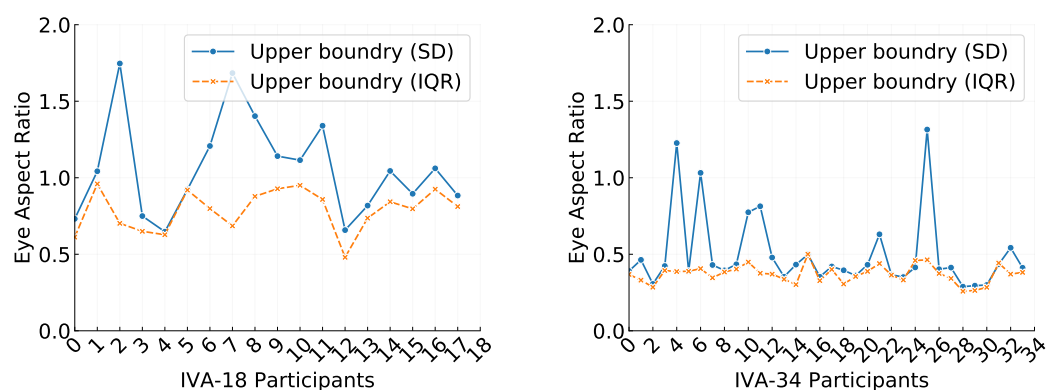 2.0
1.5
1.0
0.5
0.0
Eye Aspect Ratio
Upper boundry (SD)
Upper boundry (IQR)
0 1 2 3 4 5 6 7 8 9 10 11 12 13 14 15 16 17 18
IVA-18 Participants
2.0
1.5
1.0
0.5
0.0
Eye Aspect Ratio
Upper boundry (SD)
Upper boundry (IQR)
0 2 4 6 8 10 12 14 16 18 20 22 24 26 28 30 32 34
IVA-34 Participants